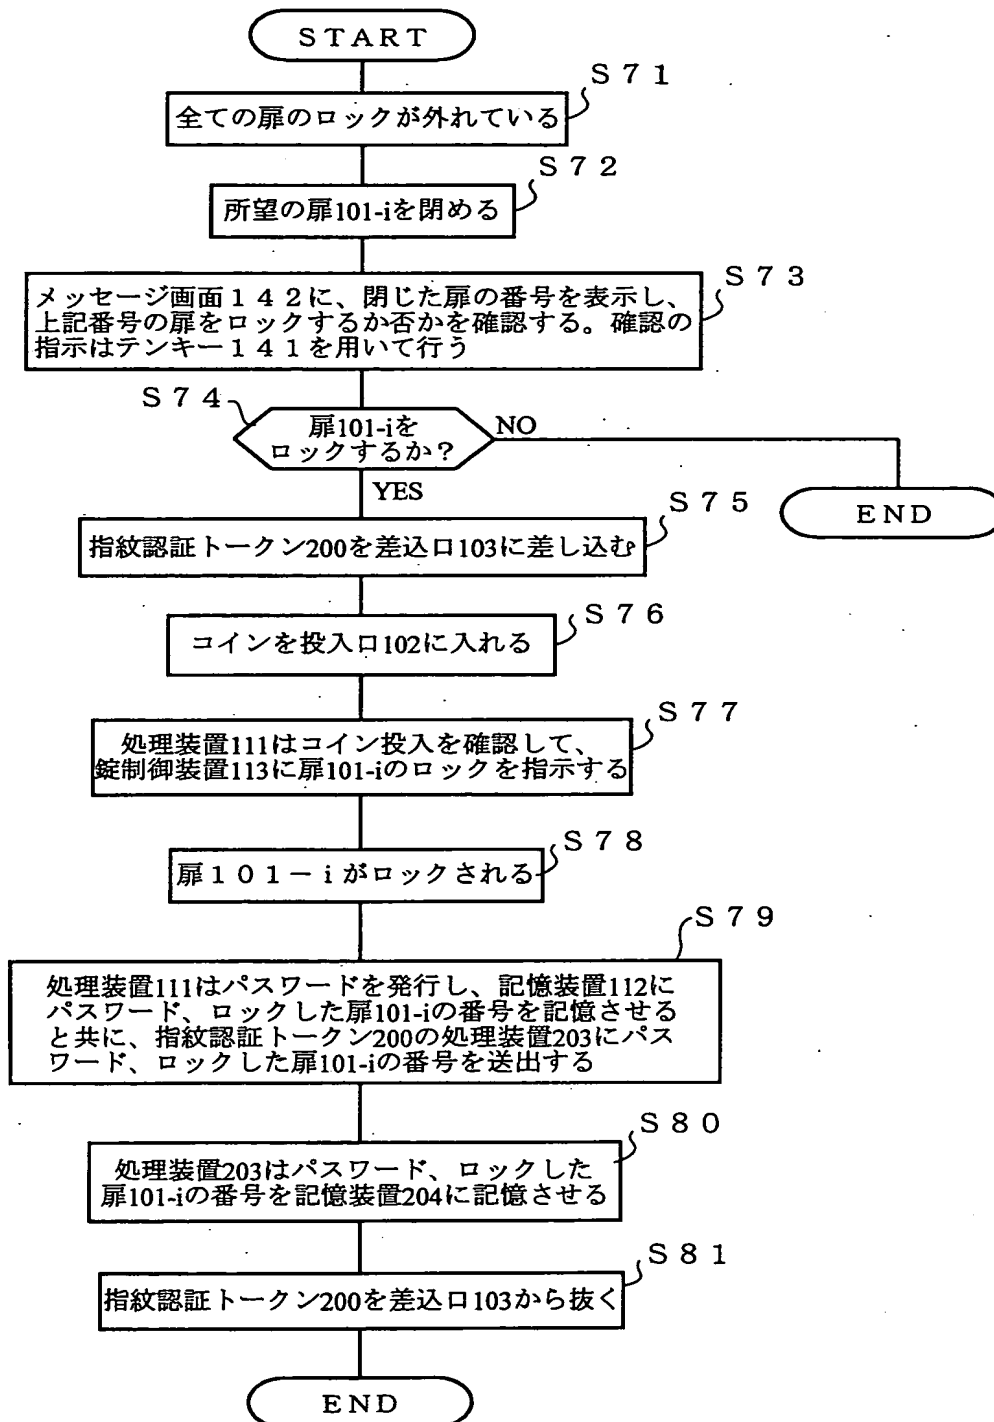 START
S71
全ての扉のロックが外れている
S72
所望の扉101-iを閉める
S73
メッセージ画面142に、閉じた扉の番号を表示し、
上記番号の扉をロックするか否かを確認する。確認の
指示はテンキー141を用いて行う
S74
扉101-iを
ロックするか?
NO
YES
END
S75
指紋認証トークン200を差込口103に差し込む
S76
コインを投入口102に入れる
S77
処理装置111はコイン投入を確認して、
錠制御装置113に扉101-iのロックを指示する
S78
扉101-iがロックされる
S79
処理装置111はパスワードを発行し、記憶装置112に
パスワード、ロックした扉101-iの番号を記憶させる
と共に、指紋認証トークン200の処理装置203にパス
ワード、ロックした扉101-iの番号を送出する
S80
処理装置203はパスワード、ロックした
扉101-iの番号を記憶装置204に記憶させる
S81
指紋認証トークン200を差込口103から抜く
END